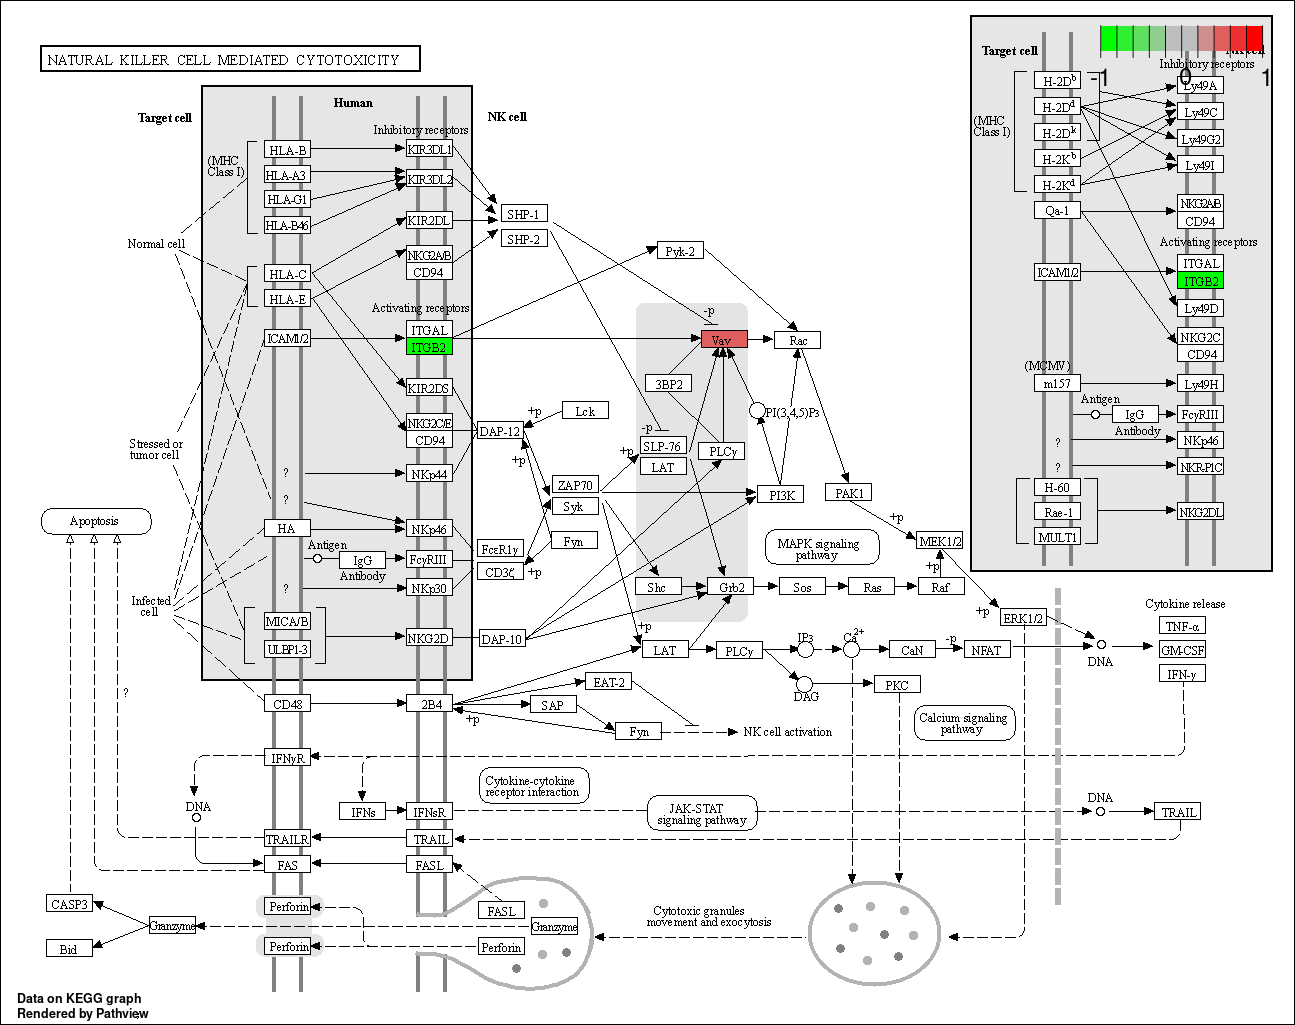 NATURAL KILLER CELL MEDIATED CYTOTOXICITY
Target cell
Human
NK cell
Inhibitory receptors
(MHC
Class I)
HLA-B
HLA-A3
HLA-G1
HLA-B46
KIR3DL1
KIR3DL2
KIR2DL
NKG2A/B
CD94
SHP-1
SHP-2
Normal cell
HLA-C
HLA-E
ICAM1/2
Activating receptors
ITGAL
ITGB2
KIR2DS
NKG2C/E
CD94
Pyk-2
-p
Vav
Rac
3BP2
PI(3,4,5)P3
Lck
+p
DAP-12
+p
-p
SLP-76
LAT
PLCγ
+p
Stressed or
tumor cell
?
NKp44
ZAP70
Syk
PI3K
PAK1
?
Apoptosis
HA
NKp46
Fyn
+p
MEK1/2
MAPK signaling
pathway
Antigen
IgG
Antibody
FcγRIII
FcεR1γ
CD3ζ
+p
+p
?
NKp30
Shc
Grb2
Sos
Ras
Raf
Infected
cell
MICA/B
ULBP1-3
NKG2D
DAP-10
+p
+p
ERK1/2
LAT
PLCγ
IP3
Ca2+
CaN
-p
NFAT
DNA
Cytokine release
TNF-α
GM-CSF
IFN-γ
DAG
PKC
?
CD48
2B4
+p
EAT-2
SAP
Fyn
NK cell activation
Calcium signaling
pathway
IFNγR
DNA
IFNs
IFNsR
Cytokine-cytokine
receptor interaction
JAK-STAT
signaling pathway
DNA
TRAIL
TRAILR
TRAIL
FAS
FASL
CASP3
Bid
Granzyme
Perforin
Perforin
FASL
Granzyme
Perforin
Cytotoxic granules
movement and exocytosis
Target cell
NK cell
-1
0
1
Inhibitory receptors
(MHC
Class I)
H-2Db
H-2Dd
H-2Dk
H-2Kb
H-2Kd
Qa-1
Ly49A
Ly49C
Ly49G2
Ly49I
NKG2A/B
CD94
Activating receptors
ICAM1/2
ITGAL
ITGB2
Ly49D
NKG2C
CD94
(MCMV)
m157
Ly49H
Antigen
IgG
Antibody
FcγRIII
?
NKp46
?
NKR-P1C
H-60
Rae-1
MULT1
NKG2DL
Data on KEGG graph
Rendered by Pathview